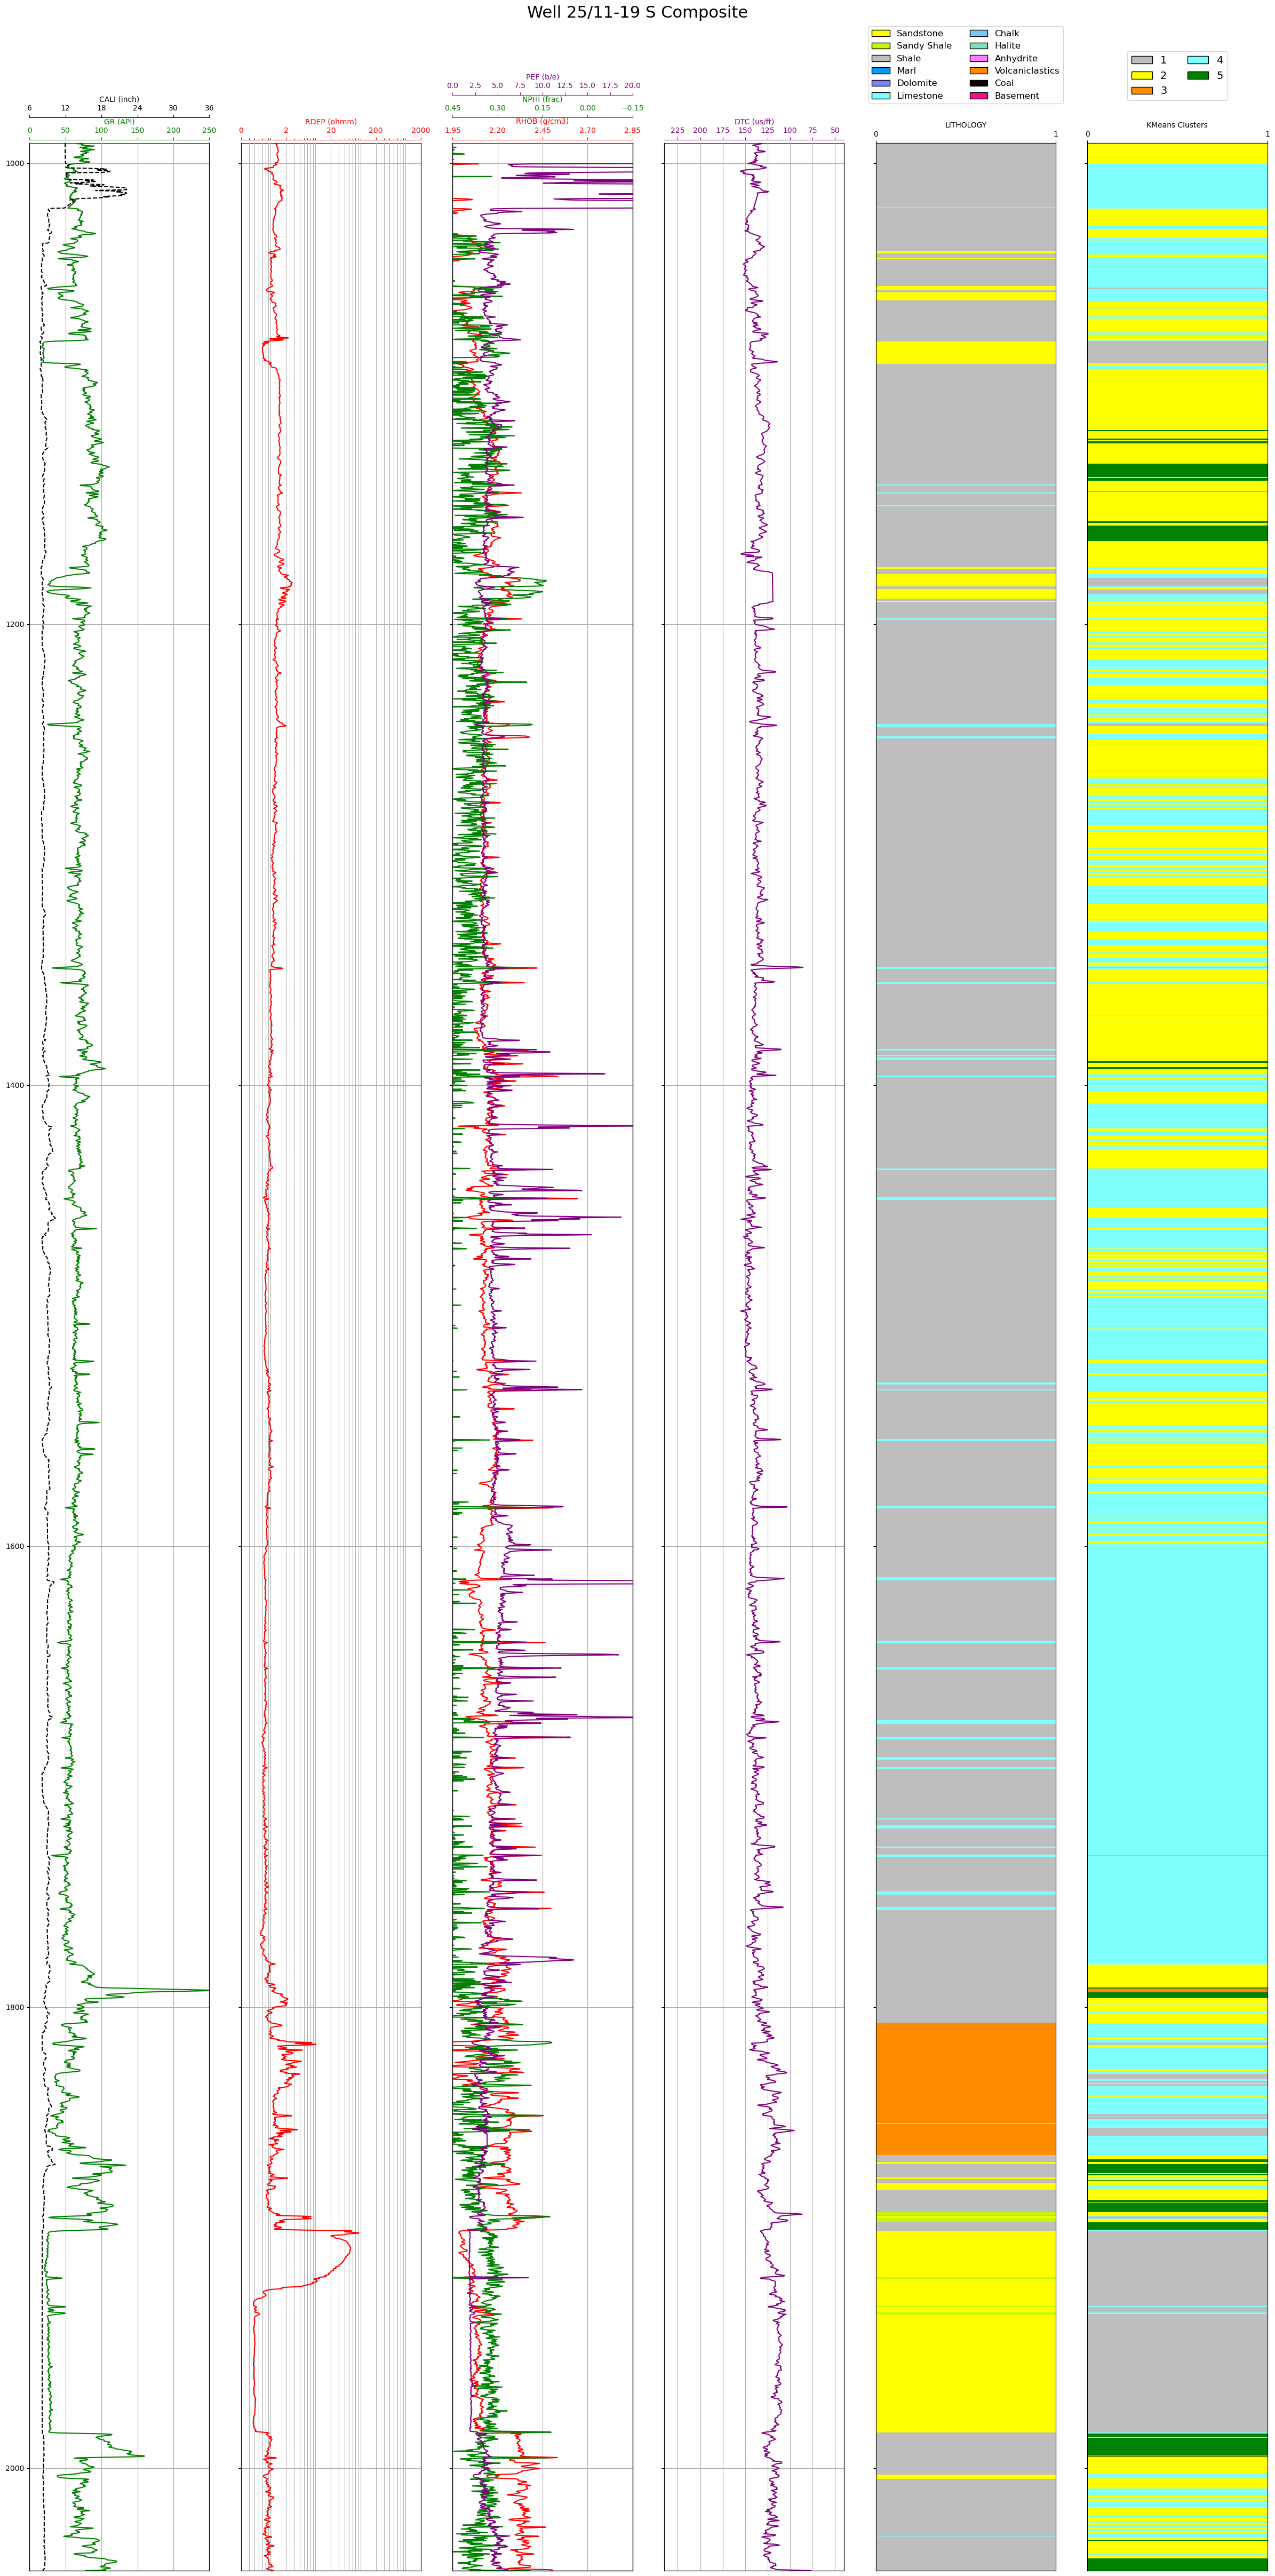 Well 25/11-19 S Composite
Sandstone Chalk
Sandy Shale Halite
Shale Anhydrite
Marl Volcaniclastics
Dolomite Coal
Limestone Basement
1 4
2 5
3
PEF (b/e)
0.0 2.5 5.0 7.5 10.0 12.5 15.0 17.5 20.0
CALI (inch) NPHI (frac)
6 12 18 24 30 36 0.45 0.30 0.15 0.00 −0.15
GR (API) RDEP (ohmm) RHOB (g/cm3) DTC (us/ft) LITHOLOGY KMeans Clusters
0 50 100 150 200 250 0 2 20 200 2000 1.95 2.20 2.45 2.70 2.95 225 200 175 150 125 100 75 50 0 1 0 1
1000
1200
1400
1600
1800
2000